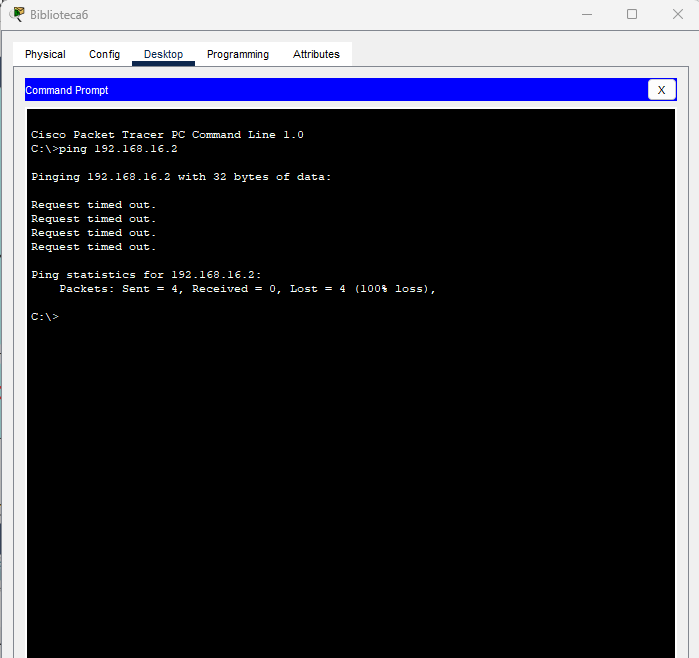 Biblioteca6
Physical Config Desktop Programming Attributes
Command Prompt X
Cisco Packet Tracer PC Command Line 1.0
C:\>ping 192.168.16.2
Pinging 192.168.16.2 with 32 bytes of data:
Request timed out.
Request timed out.
Request timed out.
Request timed out.
Ping statistics for 192.168.16.2:
Packets: Sent = 4, Received = 0, Lost = 4 (100% loss),
C:\>